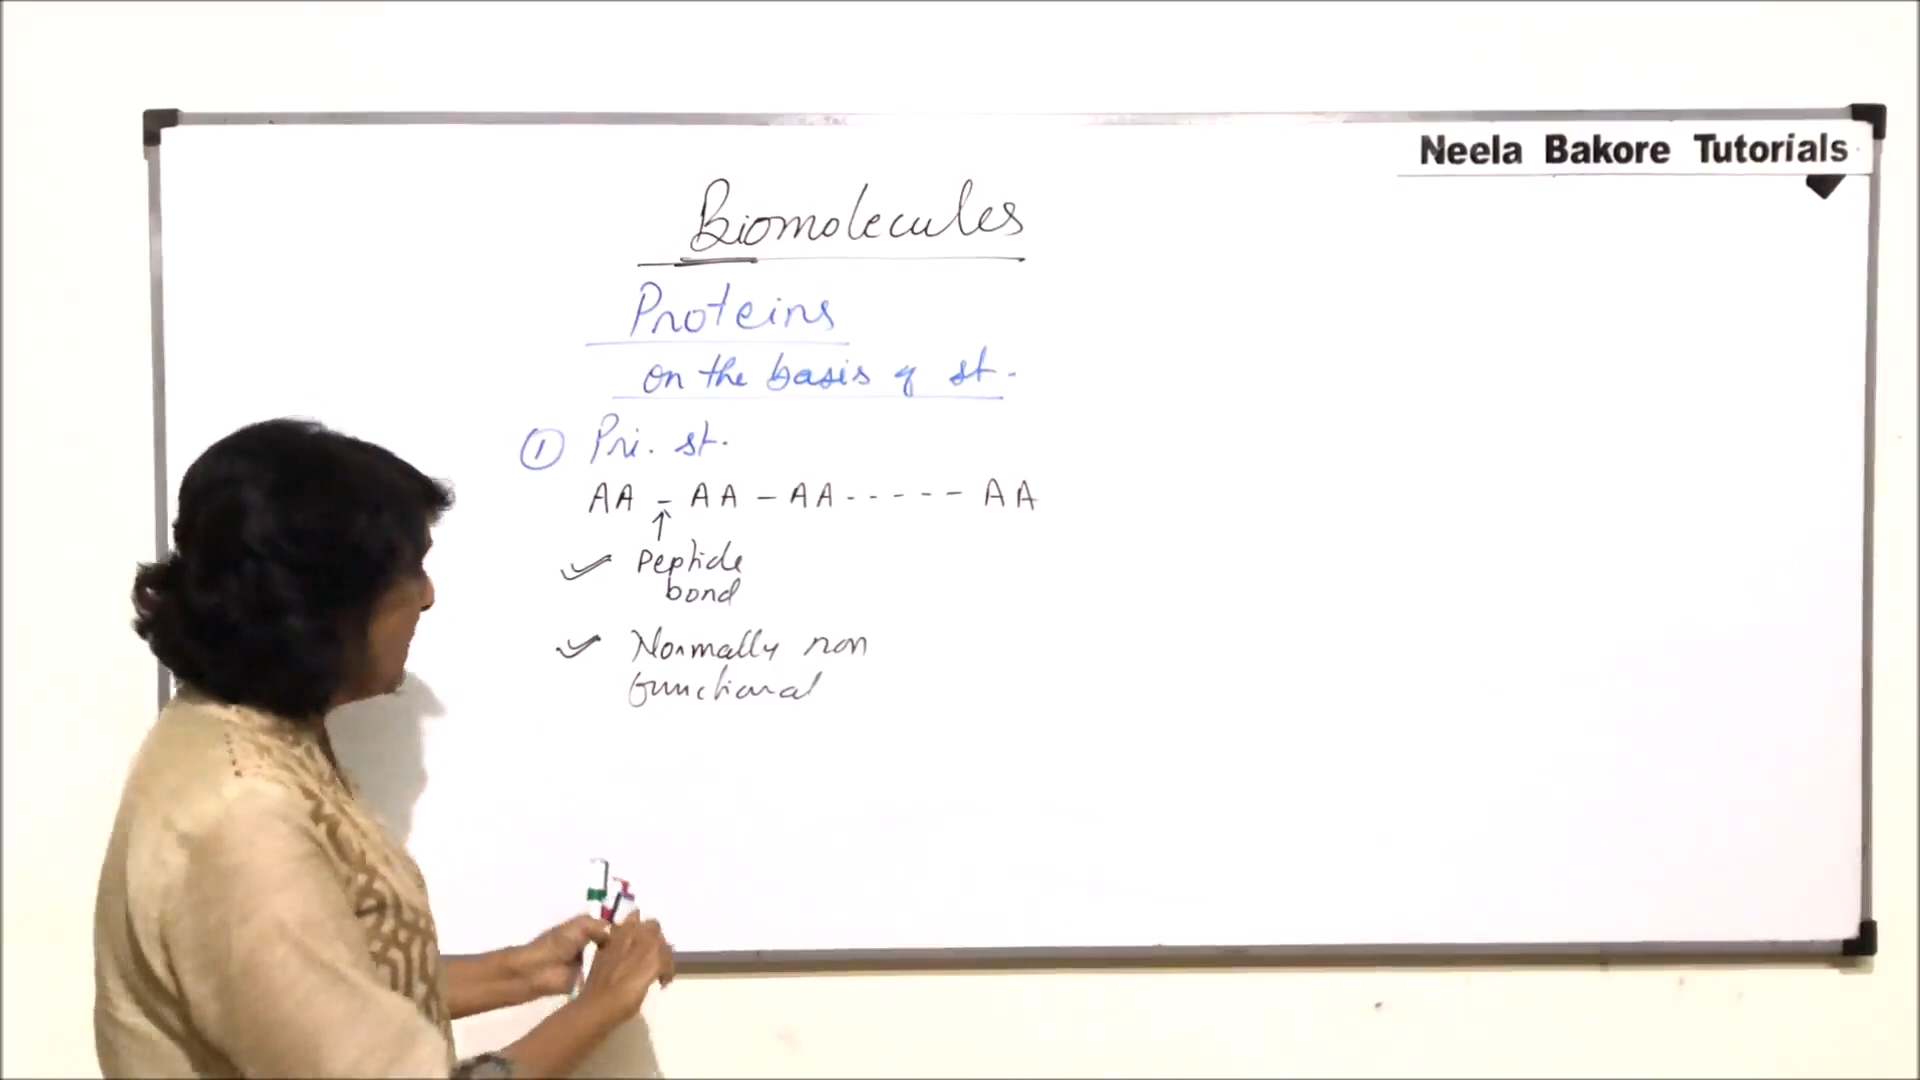 Neela Bakore Tutorials
Biomolecules
Proteins
on the basis of st.
① Pri. st.
AA - AA - AA ----- AA
↑
✓ Peptide
bond
✓ Normally non
functional